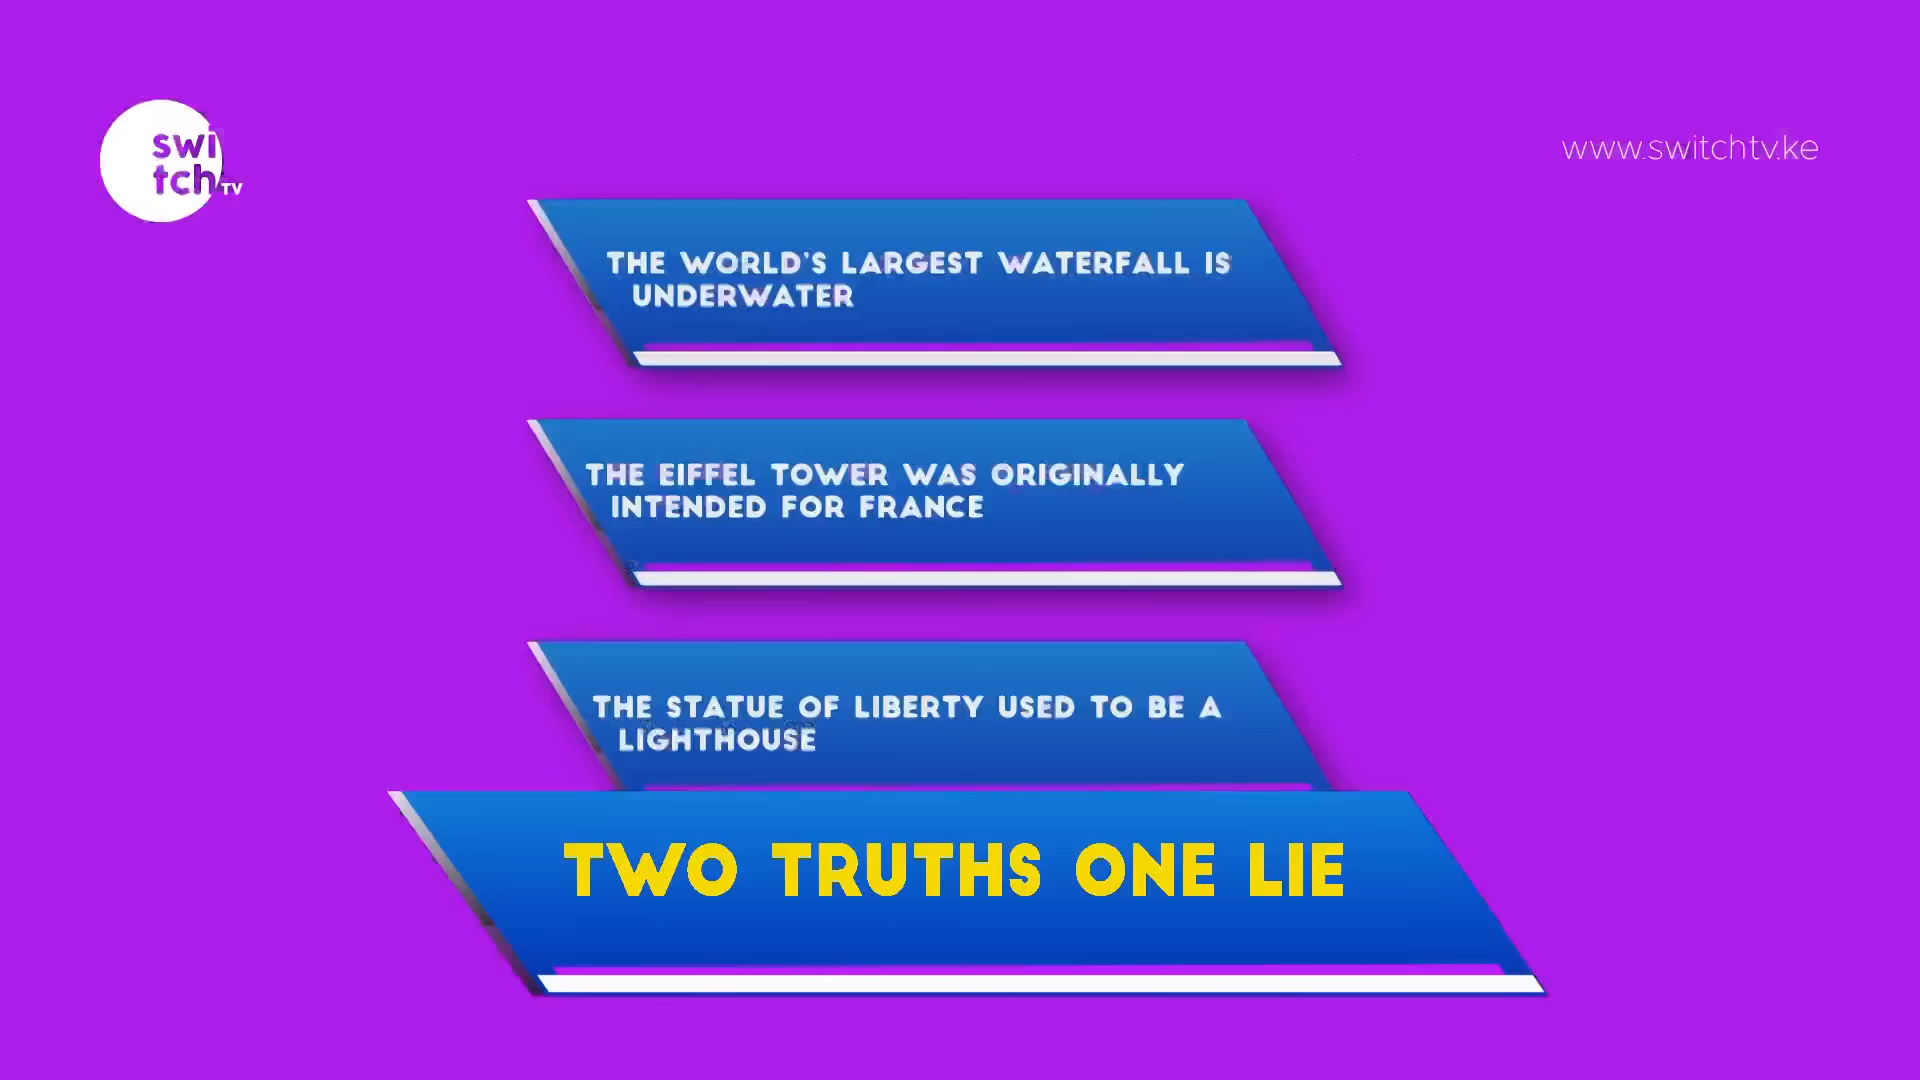 swi
tch TV
www.switchtv.ke
THE WORLD'S LARGEST WATERFALL IS
UNDERWATER
THE EIFFEL TOWER WAS ORIGINALLY
INTENDED FOR FRANCE
THE STATUE OF LIBERTY USED TO BE A
LIGHTHOUSE
TWO TRUTHS ONE LIE